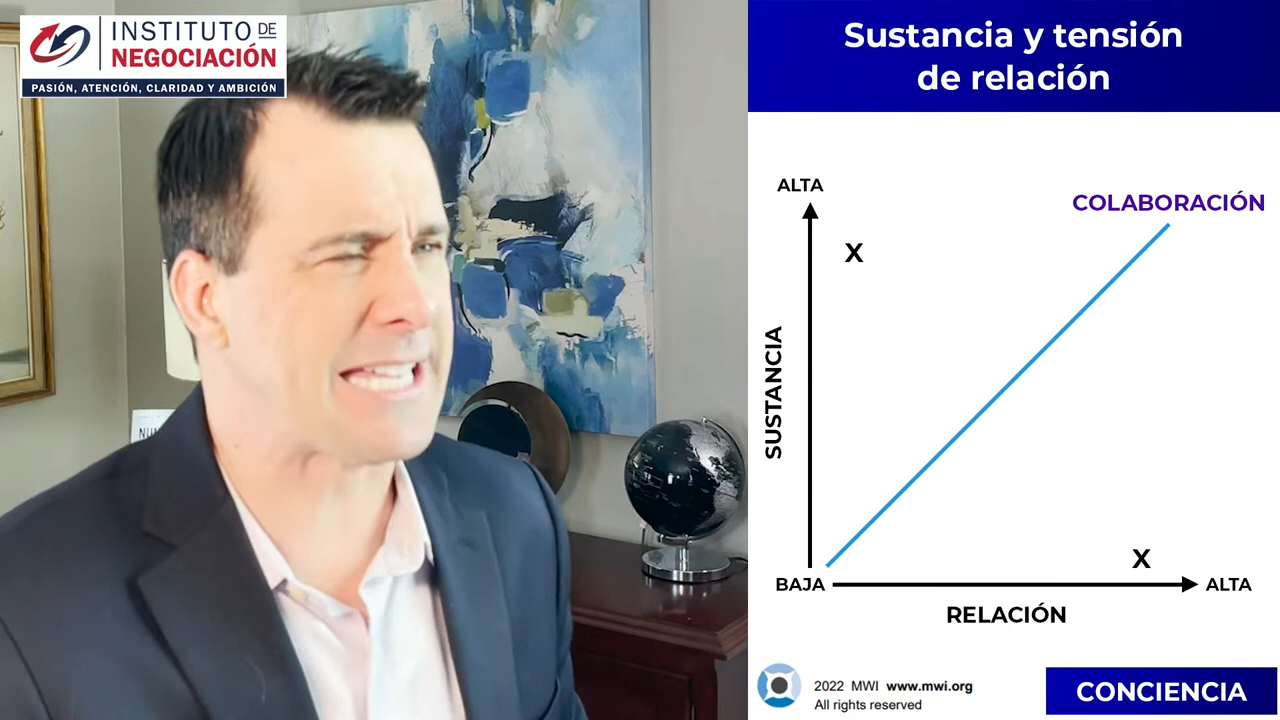 INSTITUTO DE
NEGOCIACIÓN
PASIÓN, ATENCIÓN, CLARIDAD Y AMBICIÓN
Sustancia y tensión
de relación
ALTA
COLABORACIÓN
X
SUSTANCIA
X
BAJA
ALTA
RELACIÓN
2022 MWI www.mwi.org
All rights reserved
CONCIENCIA